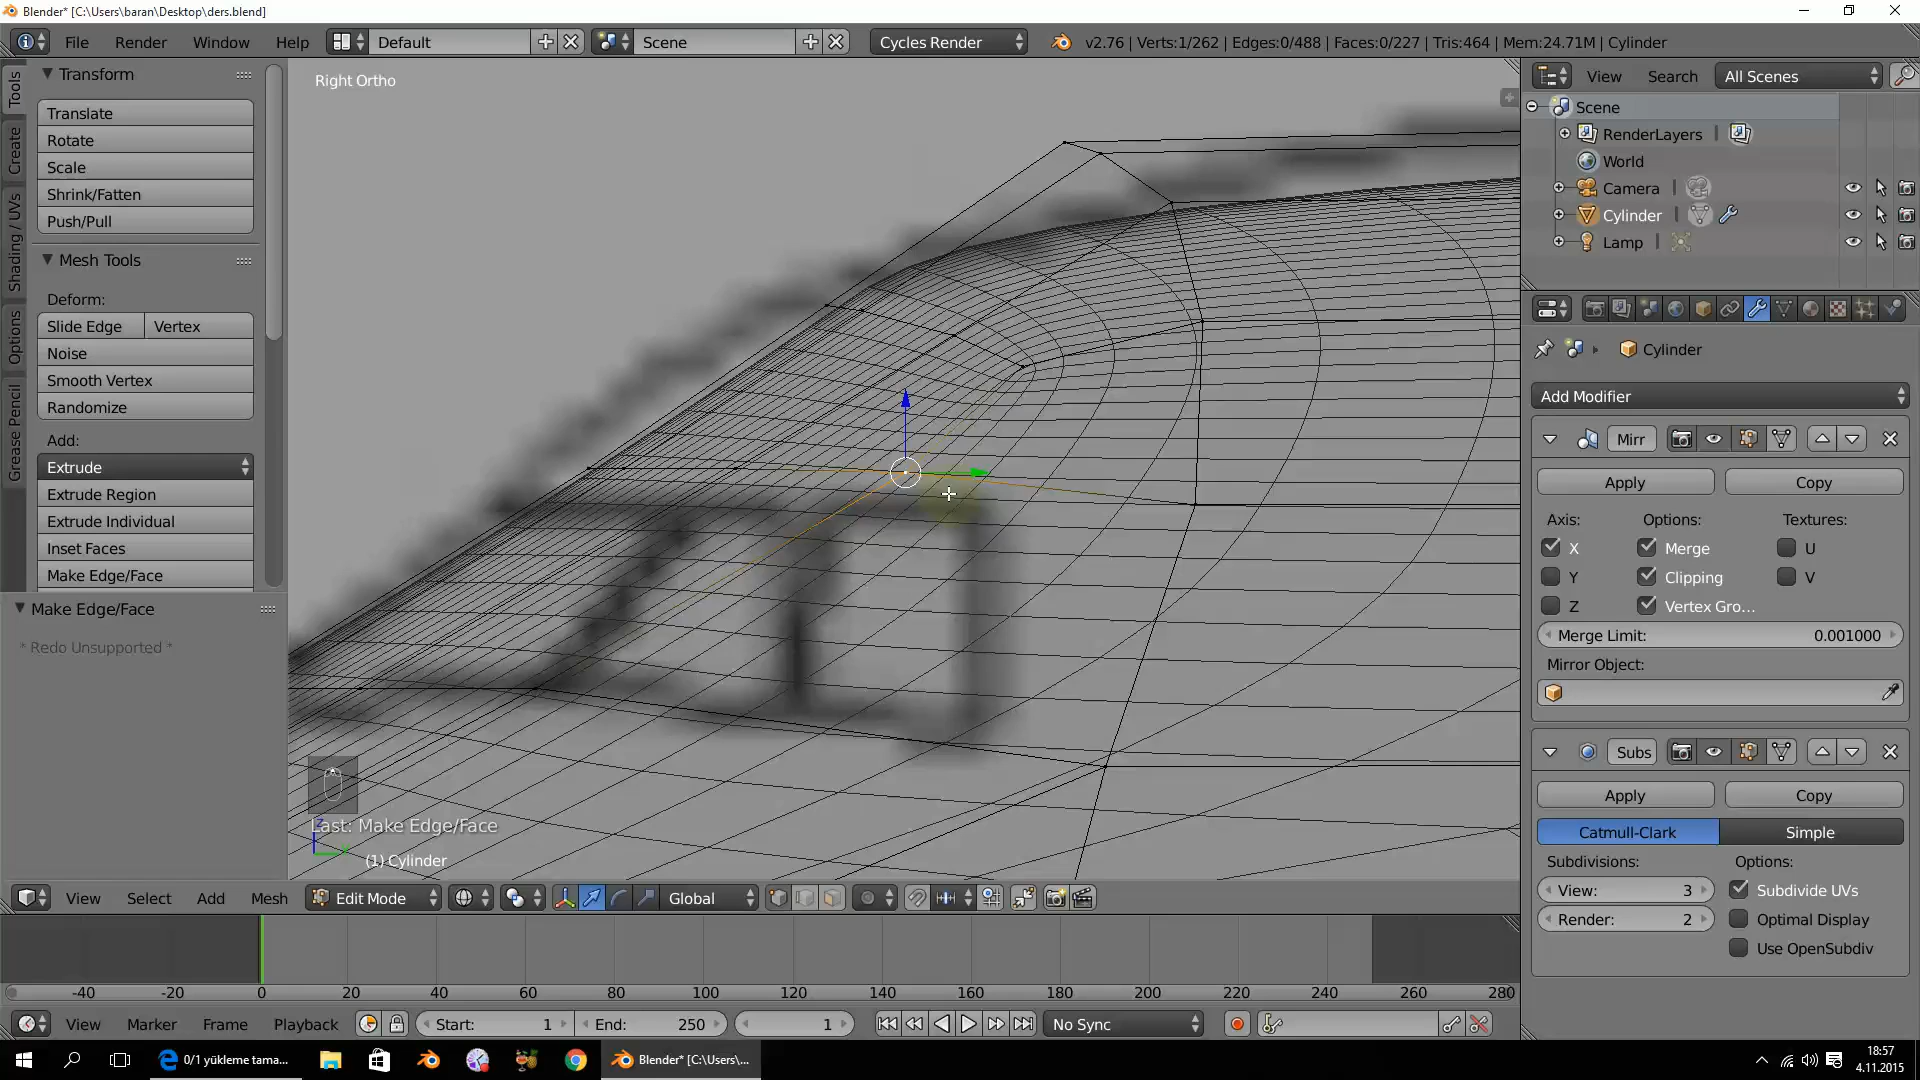 Blender* [C:\Users\baran\Desktop\ders.blend]
File Render Window Help Default Scene Cycles Render v2.76 | Verts:1/262 | Edges:0/488 | Faces:0/227 | Tris:464 | Mem:24.71M | Cylinder
Tools
Create
Shading / UVs
Options
Grease Pencil
Transform
Translate
Rotate
Scale
Shrink/Fatten
Push/Pull
Mesh Tools
Deform:
Slide Edge Vertex
Noise
Smooth Vertex
Randomize
Add:
Extrude
Extrude Region
Extrude Individual
Inset Faces
Make Edge/Face
Make Edge/Face
* Redo Unsupported *
Right Ortho
Last: Make Edge/Face
(1) Cylinder
View Select Add Mesh Edit Mode Global
View Search All Scenes
Scene
RenderLayers
World
Camera
Cylinder
Lamp
Cylinder
Add Modifier
Mirr
Apply Copy
Axis: Options: Textures:
X Merge U
Y Clipping V
Z Vertex Gro...
Merge Limit: 0.001000
Mirror Object:
Subs
Apply Copy
Catmull-Clark Simple
Subdivisions: Options:
View: 3 Subdivide UVs
Render: 2 Optimal Display
Use OpenSubdiv
-40 -20 0 20 40 60 80 100 120 140 160 180 200 220 240 260 280
View Marker Frame Playback Start: 1 End: 250 1 No Sync
0/1 yükleme tama... Blender* [C:\Users\... 18:57
4.11.2015